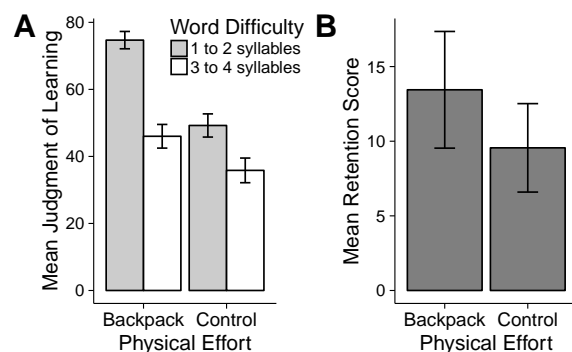 A
Word Difficulty
1 to 2 syllables
3 to 4 syllables
Mean Judgment of Learning
80
60
40
20
0
Backpack Control
Physical Effort
B
Mean Retention Score
15
10
5
0
Backpack Control
Physical Effort